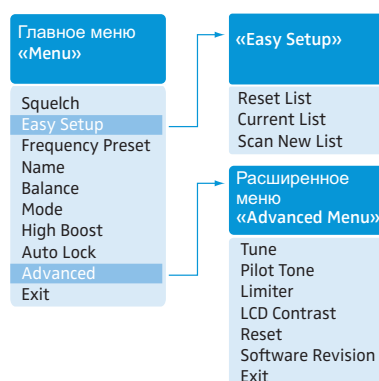 Главное меню
«Menu»
Squelch
Easy Setup
Frequency Preset
Name
Balance
Mode
High Boost
Auto Lock
Advanced
Exit
«Easy Setup»
Reset List
Current List
Scan New List
Расширенное
меню
«Advanced Menu»
Tune
Pilot Tone
Limiter
LCD Contrast
Reset
Software Revision
Exit